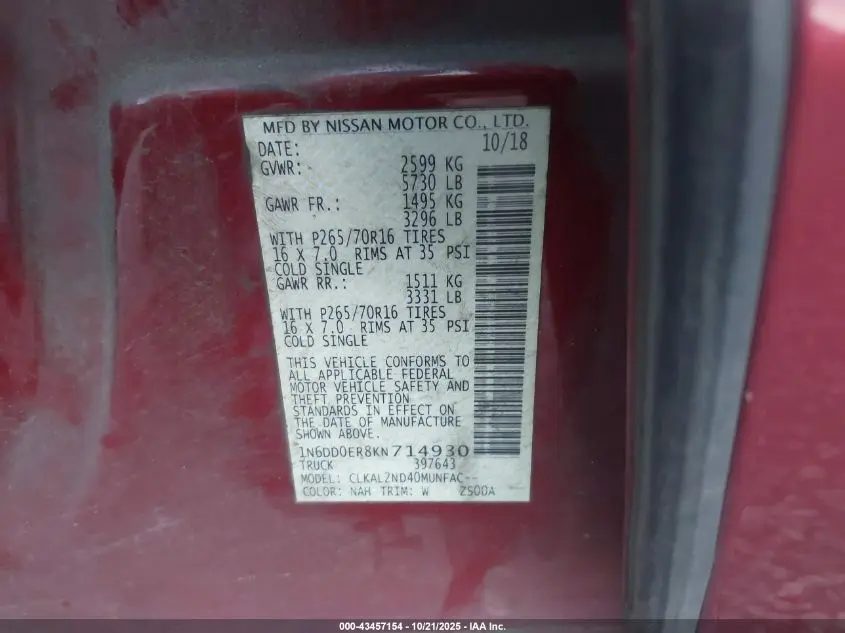 MFD BY NISSAN MOTOR CO., LTD.
DATE: 10/18
GVWR: 2599 KG
5730 LB
GAWR FR.: 1495 KG
3296 LB
WITH P265/70R16 TIRES
16 X 7.0 RIMS AT 35 PSI
COLD SINGLE
GAWR RR.: 1511 KG
3331 LB
WITH P265/70R16 TIRES
16 X 7.0 RIMS AT 35 PSI
COLD SINGLE
THIS VEHICLE CONFORMS TO
ALL APPLICABLE FEDERAL
MOTOR VEHICLE SAFETY AND
THEFT PREVENTION
STANDARDS IN EFFECT ON
THE DATE OF MANUFACTURE
SHOWN ABOVE.
1N6DD0ER8KN714930
TRUCK 397643
MODEL: CLKAL2ND40MUNFAC--
COLOR: NAH TRIM: W 2S00A
000-43457154 - 10/21/2025 - IAA Inc.